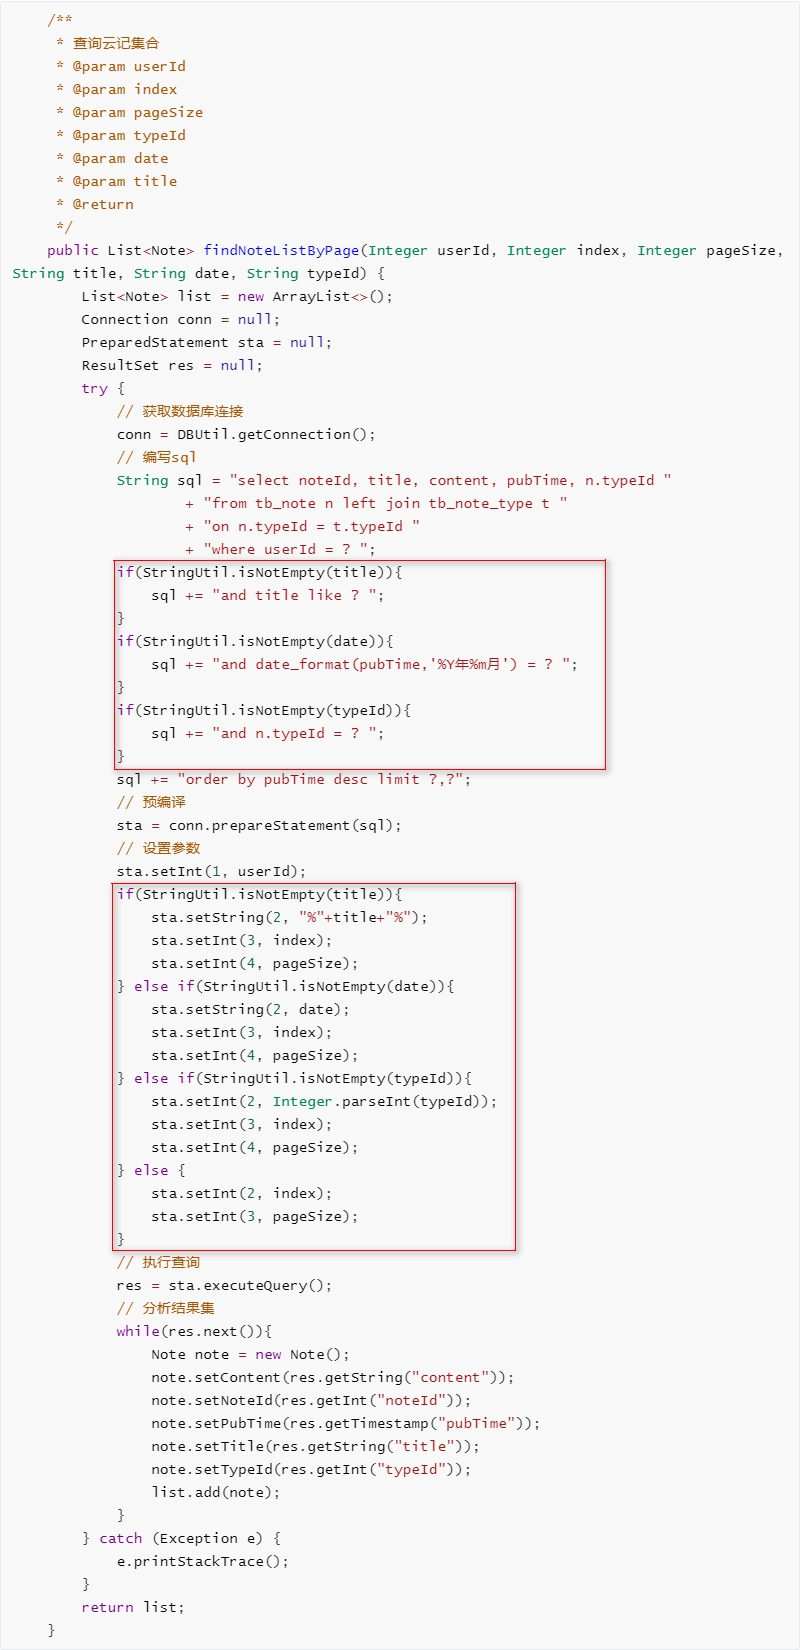 /**
 * 查询云记集合
 * @param userId
 * @param index
 * @param pageSize
 * @param typeId
 * @param date
 * @param title
 * @return
 */
public List<Note> findNoteListByPage(Integer userId, Integer index, Integer pageSize,
String title, String date, String typeId) {
    List<Note> list = new ArrayList<>();
    Connection conn = null;
    PreparedStatement sta = null;
    ResultSet res = null;
    try {
        // 获取数据库连接
        conn = DBUtil.getConnection();
        // 编写sql
        String sql = "select noteId, title, content, pubTime, n.typeId "
                + "from tb_note n left join tb_note_type t "
                + "on n.typeId = t.typeId "
                + "where userId = ? ";
        if(StringUtil.isNotEmpty(title)){
            sql += "and title like ? ";
        }
        if(StringUtil.isNotEmpty(date)){
            sql += "and date_format(pubTime,'%Y年%m月') = ? ";
        }
        if(StringUtil.isNotEmpty(typeId)){
            sql += "and n.typeId = ? ";
        }
        sql += "order by pubTime desc limit ?,?";
        // 预编译
        sta = conn.prepareStatement(sql);
        // 设置参数
        sta.setInt(1, userId);
        if(StringUtil.isNotEmpty(title)){
            sta.setString(2, "%"+title+"%");
            sta.setInt(3, index);
            sta.setInt(4, pageSize);
        } else if(StringUtil.isNotEmpty(date)){
            sta.setString(2, date);
            sta.setInt(3, index);
            sta.setInt(4, pageSize);
        } else if(StringUtil.isNotEmpty(typeId)){
            sta.setInt(2, Integer.parseInt(typeId));
            sta.setInt(3, index);
            sta.setInt(4, pageSize);
        } else {
            sta.setInt(2, index);
            sta.setInt(3, pageSize);
        }
        // 执行查询
        res = sta.executeQuery();
        // 分析结果集
        while(res.next()){
            Note note = new Note();
            note.setContent(res.getString("content"));
            note.setNoteId(res.getInt("noteId"));
            note.setPubTime(res.getTimestamp("pubTime"));
            note.setTitle(res.getString("title"));
            note.setTypeId(res.getInt("typeId"));
            list.add(note);
        }
    } catch (Exception e) {
        e.printStackTrace();
    }
    return list;
}